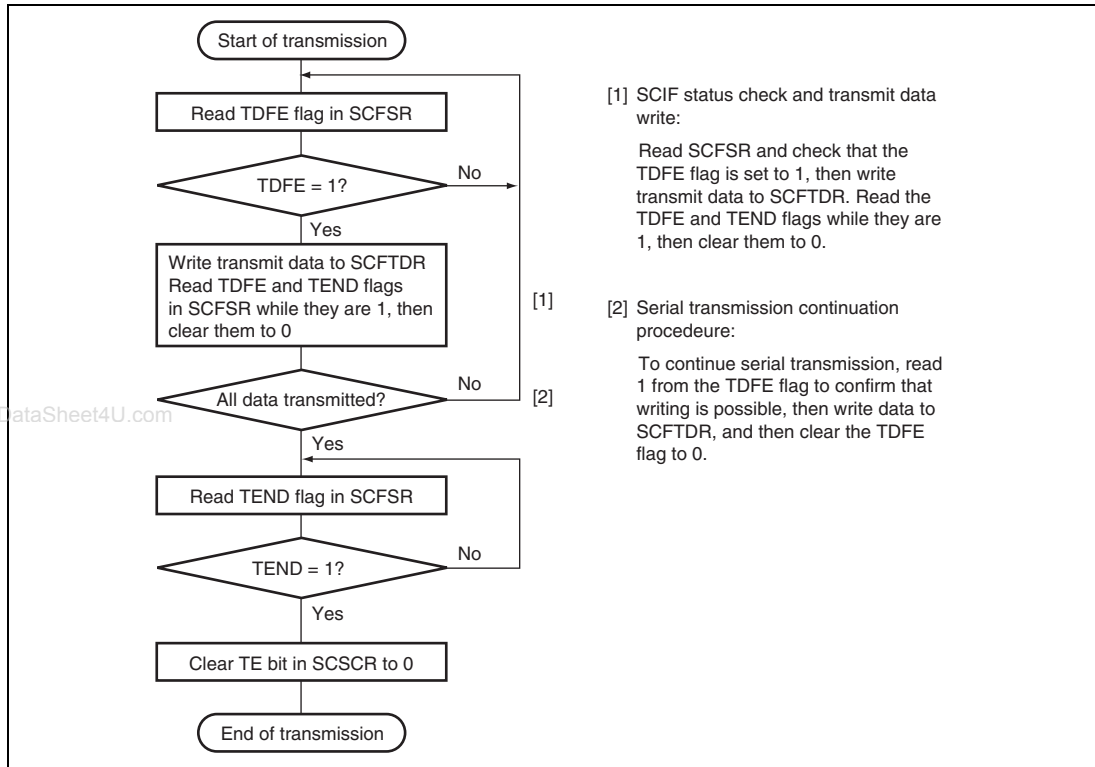 Start of transmission
Read TDFE flag in SCFSR
TDFE = 1?
No
Yes
Write transmit data to SCFTDR
Read TDFE and TEND flags
in SCFSR while they are 1, then
clear them to 0
[1]
All data transmitted?
No
[2]
Yes
Read TEND flag in SCFSR
TEND = 1?
No
Yes
Clear TE bit in SCSCR to 0
End of transmission
[1] SCIF status check and transmit data
write:
Read SCFSR and check that the
TDFE flag is set to 1, then write
transmit data to SCFTDR. Read the
TDFE and TEND flags while they are
1, then clear them to 0.
[2] Serial transmission continuation
procedeure:
To continue serial transmission, read
1 from the TDFE flag to confirm that
writing is possible, then write data to
SCFTDR, and then clear the TDFE
flag to 0.
DataSheet4U.com